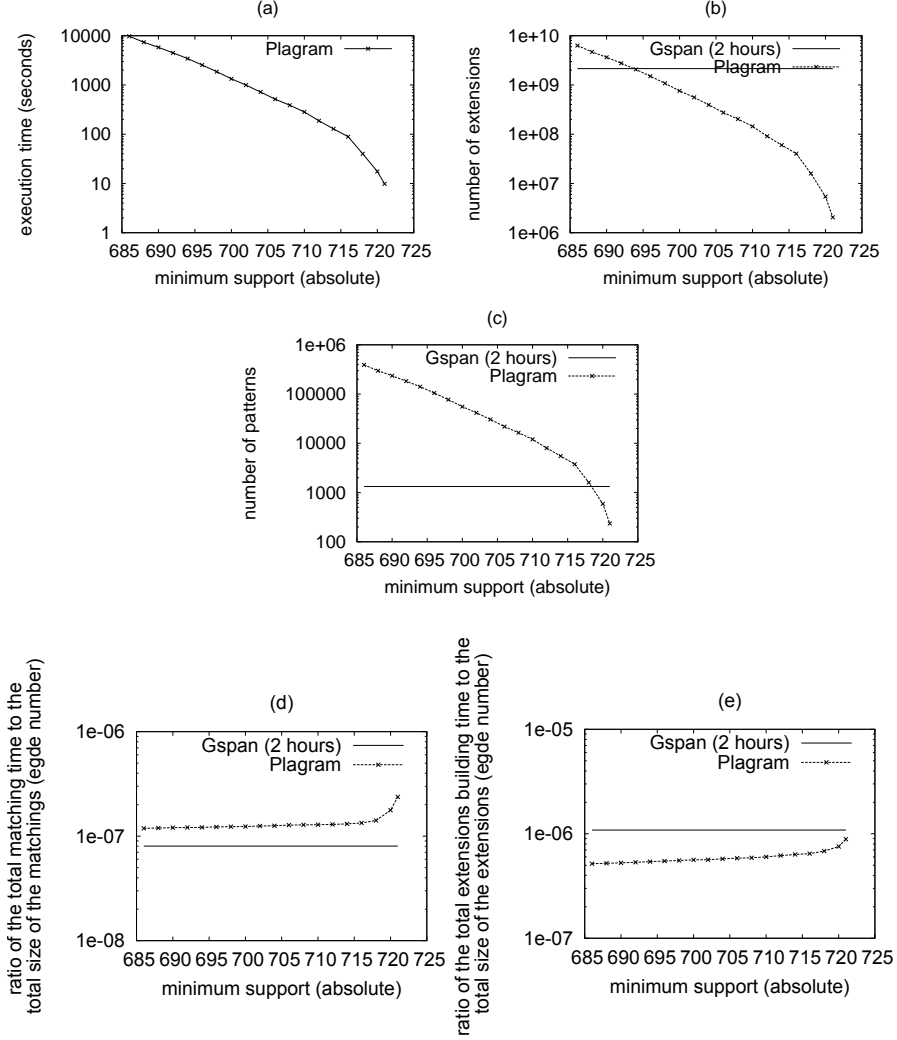 (a)
execution time (seconds)
10000
1000
100
10
1
Plagram
685 690 695 700 705 710 715 720 725
minimum support (absolute)
(b)
number of extensions
1e+10
1e+09
1e+08
1e+07
1e+06
Gspan (2 hours)
Plagram
685 690 695 700 705 710 715 720 725
minimum support (absolute)
(c)
number of patterns
1e+06
100000
10000
1000
100
Gspan (2 hours)
Plagram
685 690 695 700 705 710 715 720 725
minimum support (absolute)
(d)
ratio of the total matching time to the
total size of the matchings (egde number)
1e-06
1e-07
1e-08
Gspan (2 hours)
Plagram
685 690 695 700 705 710 715 720 725
minimum support (absolute)
(e)
ratio of the total extensions building time to the
total size of the extensions (egde number)
1e-05
1e-06
1e-07
Gspan (2 hours)
Plagram
685 690 695 700 705 710 715 720 725
minimum support (absolute)